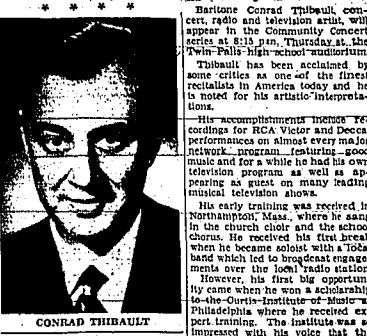 Baritone Conrad Thibault, con-
cert, radio and television artist, will
appear in the Community Concert
series at 8:15 p.m. Thursday at the
Twin Falls high school auditorium.
Thibault has been acclaimed by
some critics as one of the finest
recitalists in America today and he
is noted for his artistic interpreta-
tions.
His accomplishments include re-
cordings for RCA Victor and Decca,
performances on almost every major
network program featuring good
music and for a while he had his own
television program as well as ap-
pearing as guest on many leading
musical television shows.
His early training was received in
Northampton, Mass., where he sang
in the church choir and the school
chorus. He received his first break
when he became soloist with a local
band which led to broadcast engage-
ments over the local radio station.
However, his first big opportun-
ity came when he won a scholarship
to the Curtis Institute of Music a
Philadelphia where he received ex-
pert training. The institute was s
impressed with his voice that th
CONRAD THIBAULT